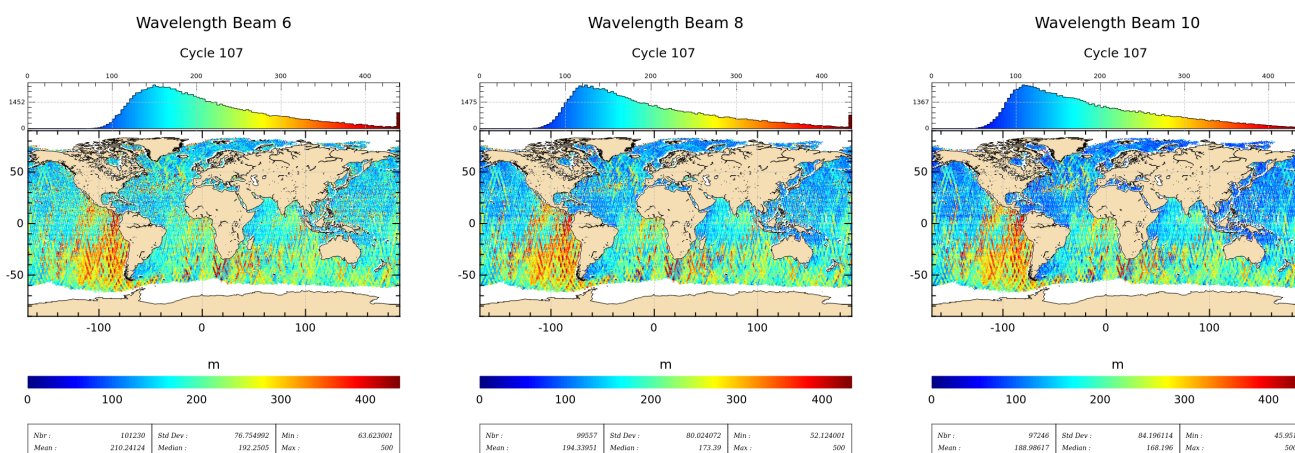 Wavelength Beam 6
Cycle 107
0 100 200 300 400
1452
0
50
0
-50
-100 0 100
m
0 100 200 300 400
Nbr : 101230 Std Dev : 76.754992 Min : 63.623001
Mean : 210.24124 Median : 192.2505 Max : 500
Wavelength Beam 8
Cycle 107
0 100 200 300 400
1475
0
50
0
-50
-100 0 100
m
0 100 200 300 400
Nbr : 99557 Std Dev : 80.024072 Min : 52.124001
Mean : 194.33951 Median : 173.39 Max : 500
Wavelength Beam 10
Cycle 107
0 100 200 300 400
1367
0
50
0
-50
-100 0 100
m
0 100 200 300 400
Nbr : 97246 Std Dev : 84.196114 Min : 45.951
Mean : 188.98617 Median : 168.196 Max : 500